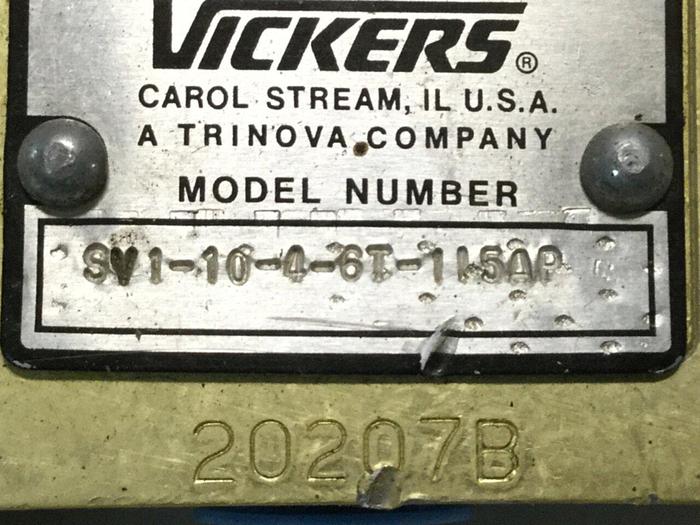 VICKERS®
CAROL STREAM, IL U.S.A.
A TRINOVA COMPANY
MODEL NUMBER
SV1-10-4-6T-115AP
20207B